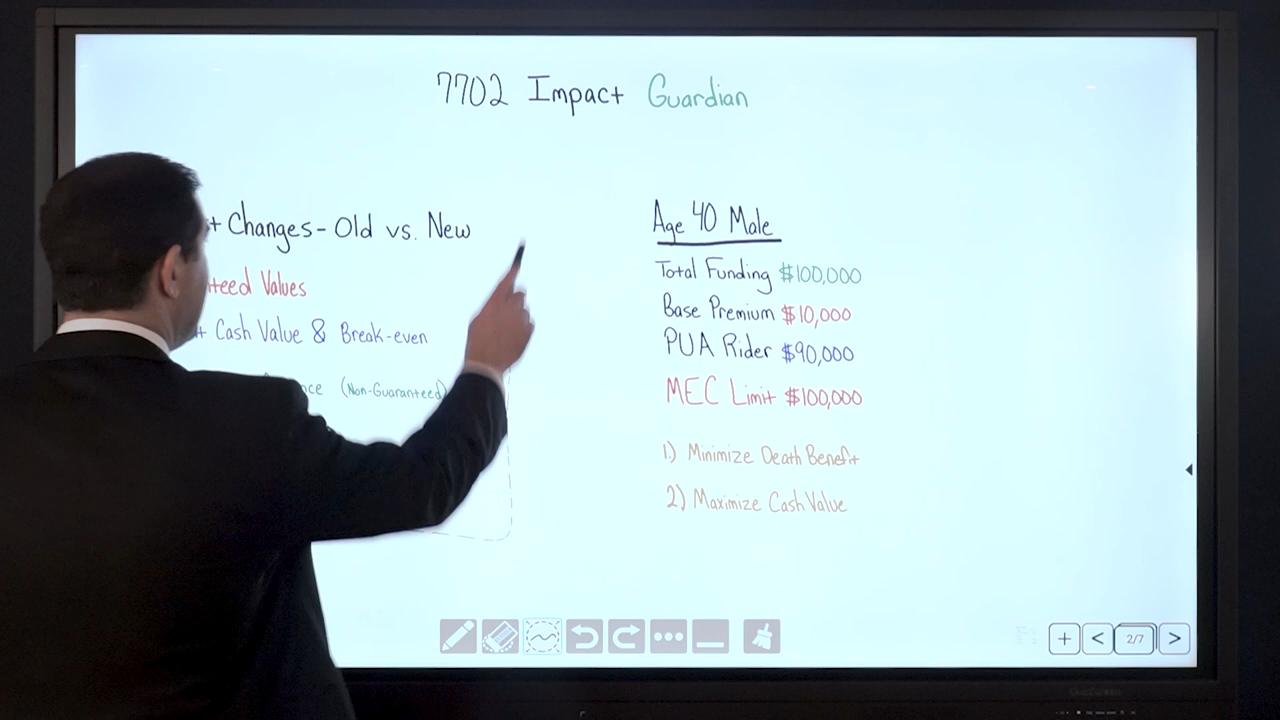 7702 Impact Guardian
Changes - Old vs. New
Values
Cash Value & Break-even
(Non-Guaranteed)
Age 40 Male
Total Funding $100,000
Base Premium $10,000
PUA Rider $90,000
MEC Limit $100,000
1) Minimize Death Benefit
2) Maximize Cash Value
2/7